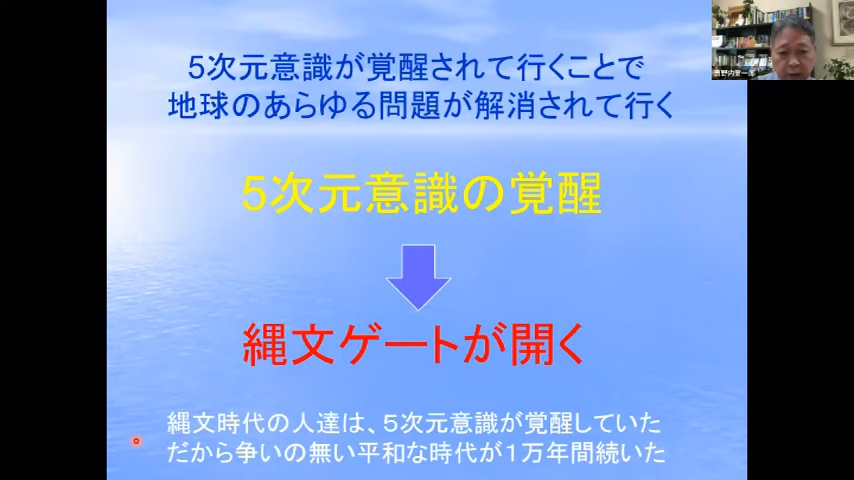 5次元意識が覚醒されて行くことで
地球のあらゆる問題が解消されて行く
5次元意識の覚醒
縄文ゲートが開く
縄文時代の人達は、5次元意識が覚醒していた
だから争いの無い平和な時代が1万年間続いた